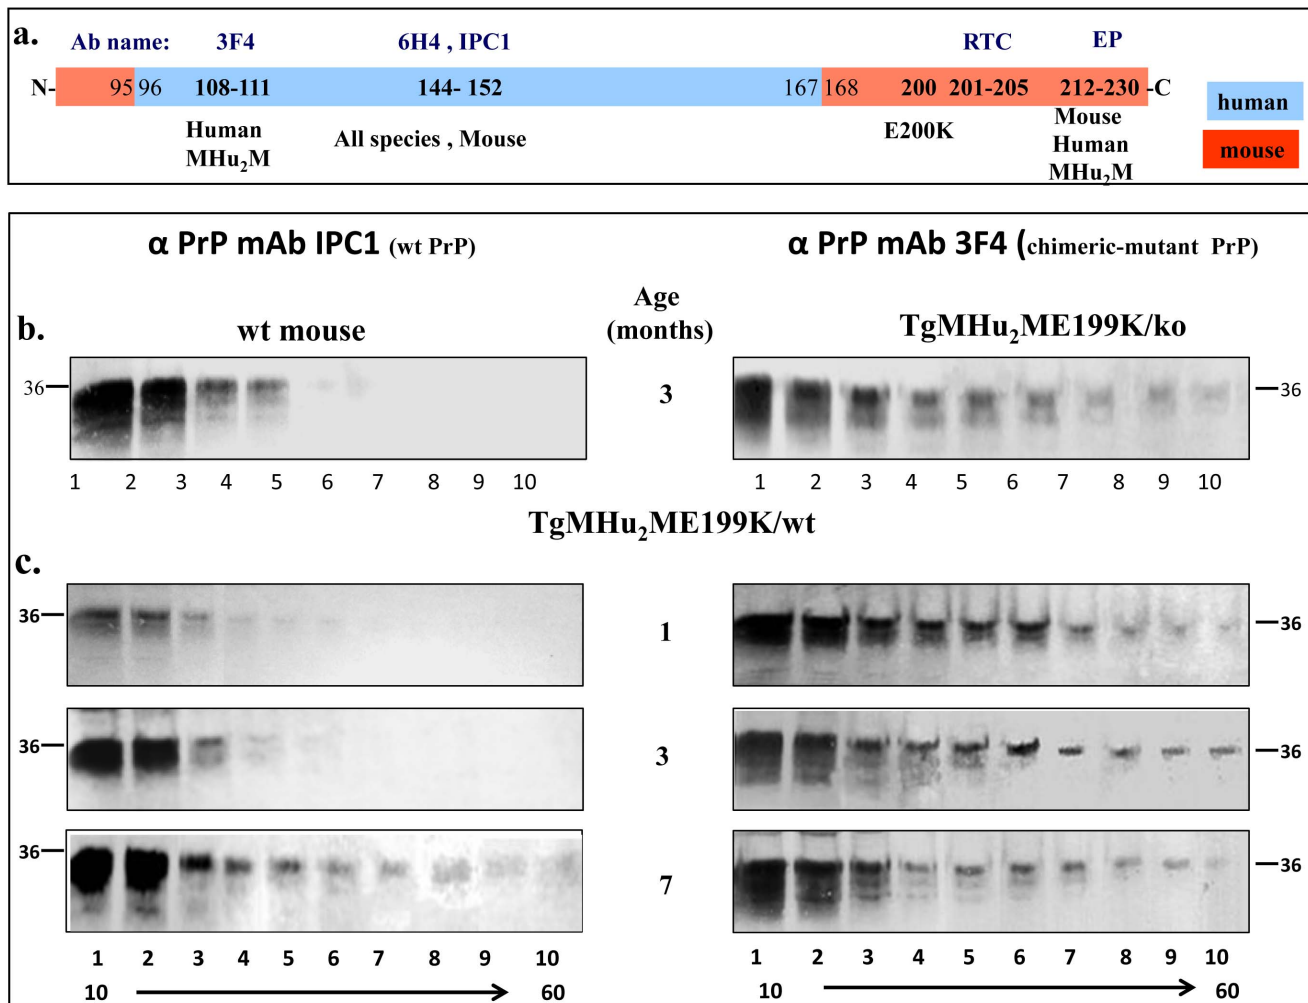 a.
Ab name: 3F4 6H4 , IPC1 RTC EP
N- 95 96 108-111 144- 152 167 168 200 201-205 212-230 -C
human
mouse
Human
MHu₂M
All species , Mouse
E200K
Mouse
Human
MHu₂M
α PrP mAb IPC1 (wt PrP)
α PrP mAb 3F4 (chimeric-mutant PrP)
b.
wt mouse
Age
(months)
TgMHu₂ME199K/ko
36
3
36
1 2 3 4 5 6 7 8 9 10
1 2 3 4 5 6 7 8 9 10
TgMHu₂ME199K/wt
c.
36
1
36
36
3
36
36
7
36
1 2 3 4 5 6 7 8 9 10
1 2 3 4 5 6 7 8 9 10
10 60
10 60